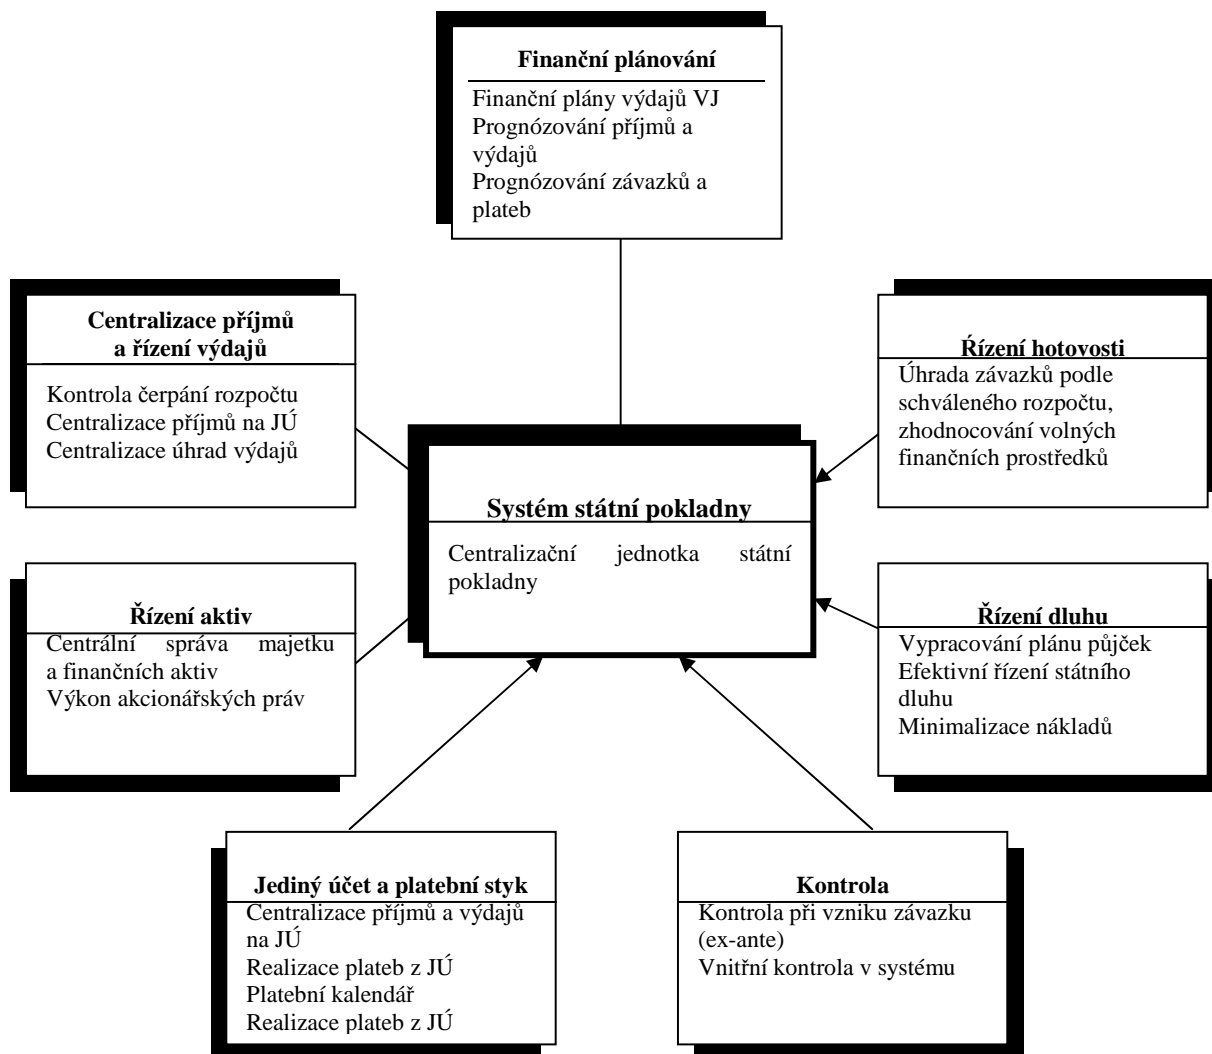 Finanční plánování
Finanční plány výdajů VJ
Prognózování příjmů a
výdajů
Prognózování závazků a
plateb
Centralizace příjmů
a řízení výdajů
Kontrola čerpání rozpočtu
Centralizace příjmů na JÚ
Centralizace úhrad výdajů
Ŕízení hotovosti
Úhrada závazků podle
schváleného rozpočtu,
zhodnocování volných
finančních prostředků
Systém státní pokladny
Centralizační jednotka státní
pokladny
Řízení aktiv
Centrální správa majetku
a finančních aktiv
Výkon akcionářských práv
Řízení dluhu
Vypracování plánu půjček
Efektivní řízení státního
dluhu
Minimalizace nákladů
Jediný účet a platební styk
Centralizace příjmů a výdajů
na JÚ
Realizace plateb z JÚ
Platební kalendář
Realizace plateb z JÚ
Kontrola
Kontrola při vzniku závazku
(ex-ante)
Vnitřní kontrola v systému